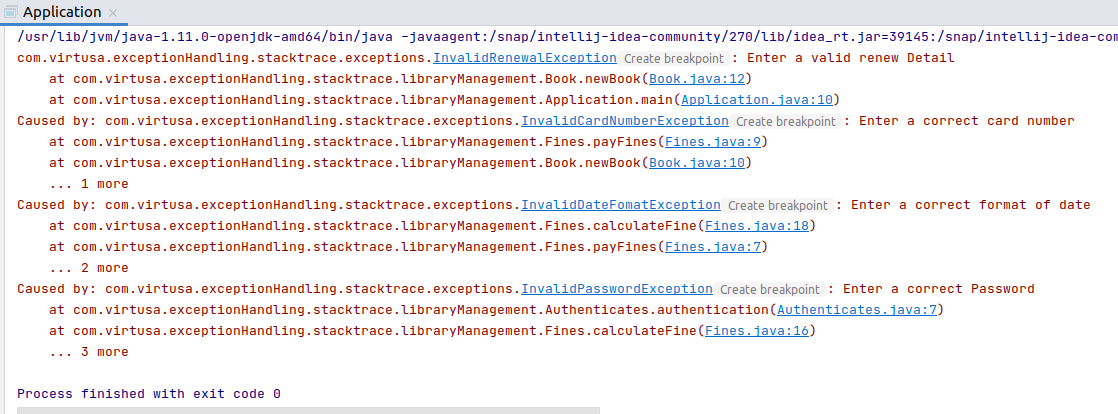 Application
/usr/lib/jvm/java-1.11.0-openjdk-amd64/bin/java -javaagent:/snap/intellij-idea-community/270/lib/idea_rt.jar=39145:/snap/intellij-idea-com
com.virtusa.exceptionHandling.stacktrace.exceptions.InvalidRenewalException Create breakpoint : Enter a valid renew Detail
at com.virtusa.exceptionHandling.stacktrace.libraryManagement.Book.newBook(Book.java:12)
at com.virtusa.exceptionHandling.stacktrace.libraryManagement.Application.main(Application.java:10)
Caused by: com.virtusa.exceptionHandling.stacktrace.exceptions.InvalidCardNumberException Create breakpoint : Enter a correct card number
at com.virtusa.exceptionHandling.stacktrace.libraryManagement.Fines.payFines(Fines.java:9)
at com.virtusa.exceptionHandling.stacktrace.libraryManagement.Book.newBook(Book.java:10)
... 1 more
Caused by: com.virtusa.exceptionHandling.stacktrace.exceptions.InvalidDateFomatException Create breakpoint : Enter a correct format of date
at com.virtusa.exceptionHandling.stacktrace.libraryManagement.Fines.calculateFine(Fines.java:18)
at com.virtusa.exceptionHandling.stacktrace.libraryManagement.Fines.payFines(Fines.java:7)
... 2 more
Caused by: com.virtusa.exceptionHandling.stacktrace.exceptions.InvalidPasswordException Create breakpoint : Enter a correct Password
at com.virtusa.exceptionHandling.stacktrace.libraryManagement.Authenticates.authentication(Authenticates.java:7)
at com.virtusa.exceptionHandling.stacktrace.libraryManagement.Fines.calculateFine(Fines.java:16)
... 3 more
Process finished with exit code 0